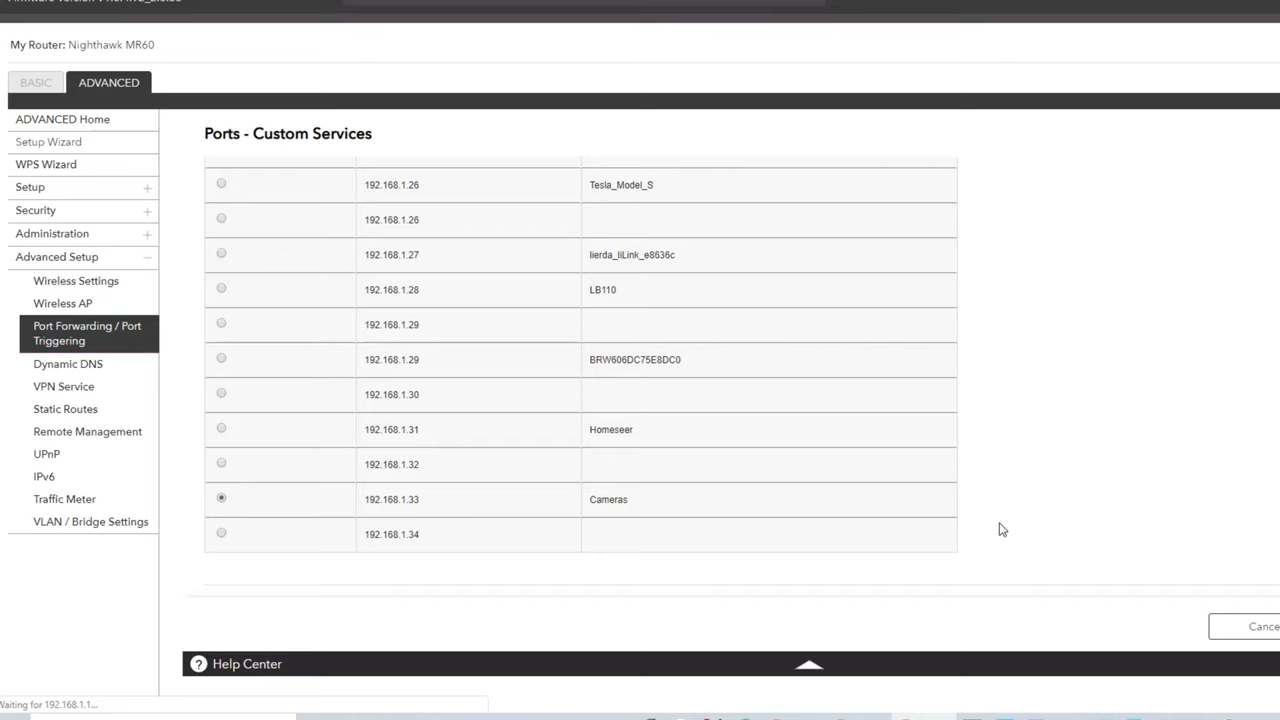 My Router: Nighthawk MR60
BASIC
ADVANCED
ADVANCED Home
Setup Wizard
WPS Wizard
Setup
Security
Administration
Advanced Setup
Wireless Settings
Wireless AP
Port Forwarding / Port
Triggering
Dynamic DNS
VPN Service
Static Routes
Remote Management
UPnP
IPv6
Traffic Meter
VLAN / Bridge Settings
Ports - Custom Services
192.168.1.26 Tesla_Model_S
192.168.1.26
192.168.1.27 lierda_liLink_e8636c
192.168.1.28 LB110
192.168.1.29
192.168.1.29 BRW606DC75E8DC0
192.168.1.30
192.168.1.31 Homeseer
192.168.1.32
192.168.1.33 Cameras
192.168.1.34
Cance
? Help Center
Waiting for 192.168.1.1...